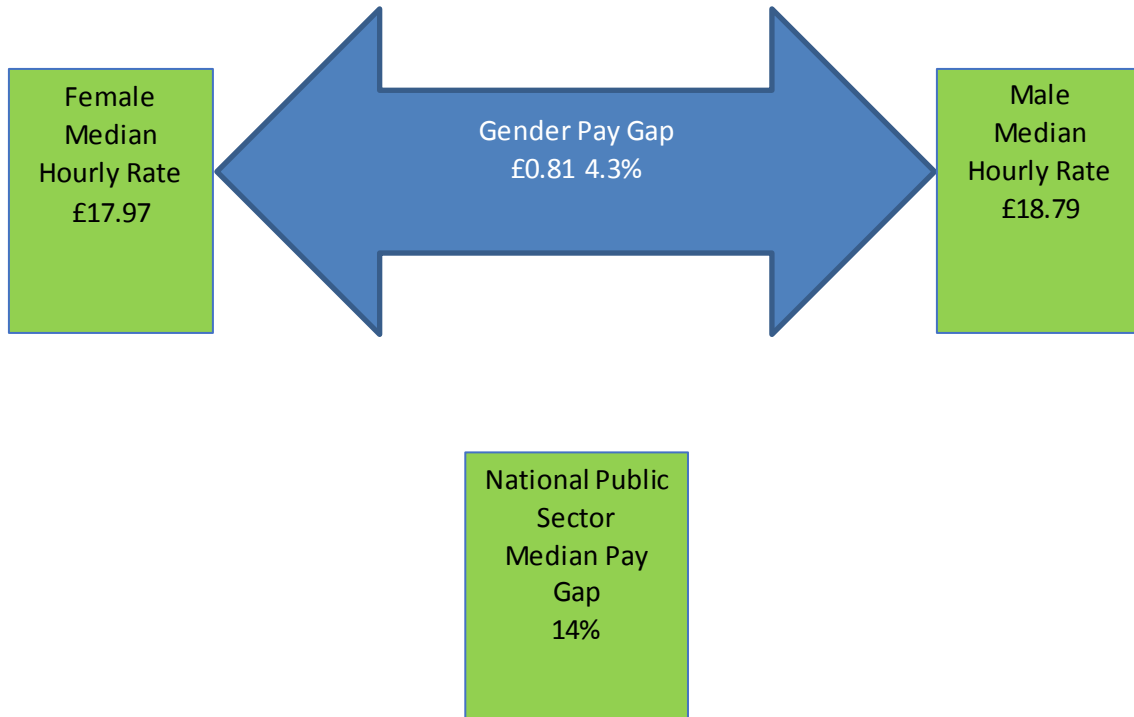 Female
Median
Hourly Rate
£17.97
Gender Pay Gap
£0.81 4.3%
Male
Median
Hourly Rate
£18.79
National Public
Sector
Median Pay
Gap
14%